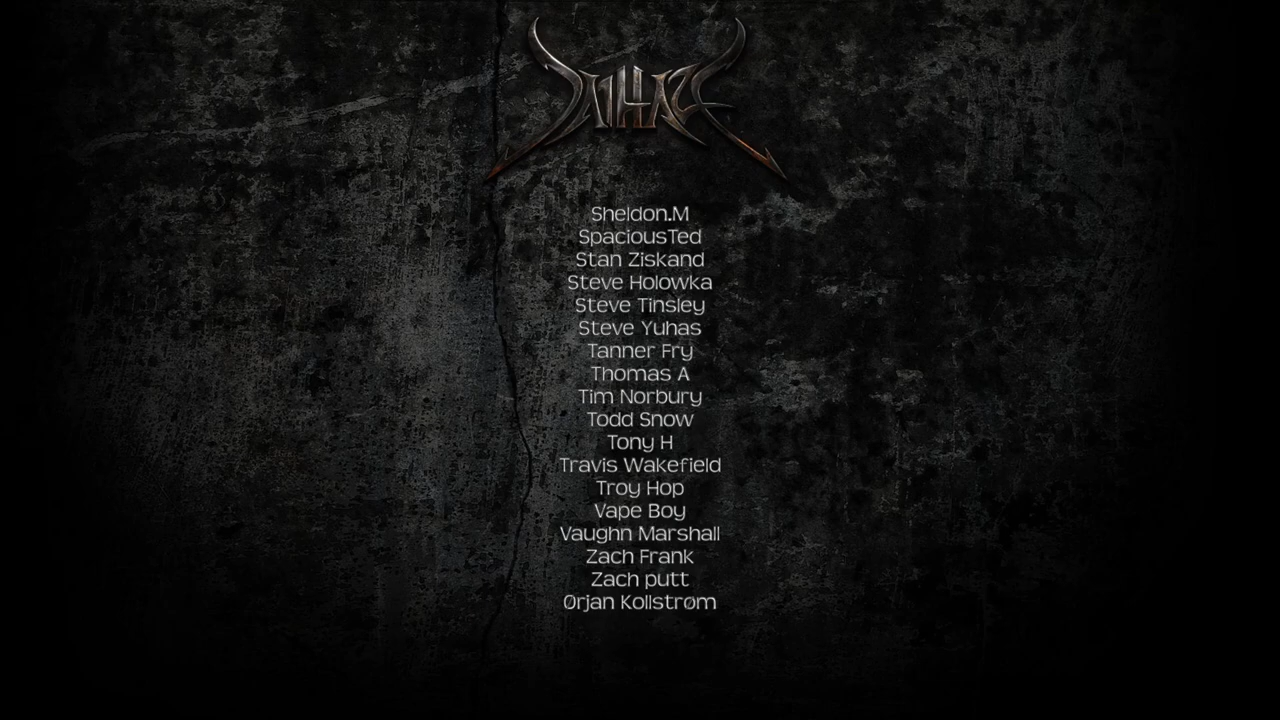 Sheldon.M
SpaciousTed
Stan Ziskand
Steve Holowka
Steve Tinsley
Steve Yuhas
Tanner Fry
Thomas A
Tim Norbury
Todd Snow
Tony H
Travis Wakefield
Troy Hop
Vape Boy
Vaughn Marshall
Zach Frank
Zach putt
Ørjan Kollstrøm